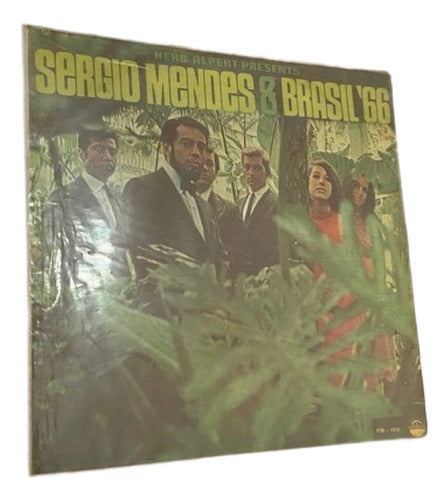 HERB ALPERT PRESENTS
SERGIO MENDES & BRASIL '66